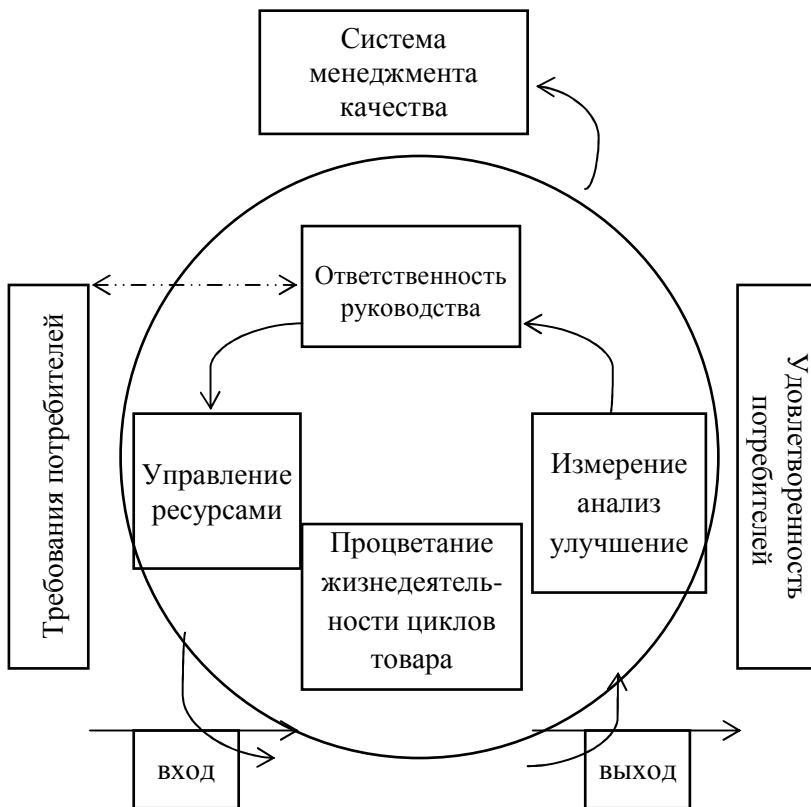 Система
менеджмента
качества
Ответственность
руководства
Требования потребителей
Удовлетворенность
потребителей
Управление
ресурсами
Измерение
анализ
улучшение
Процветание
жизнедеятель-
ности циклов
товара
вход
выход